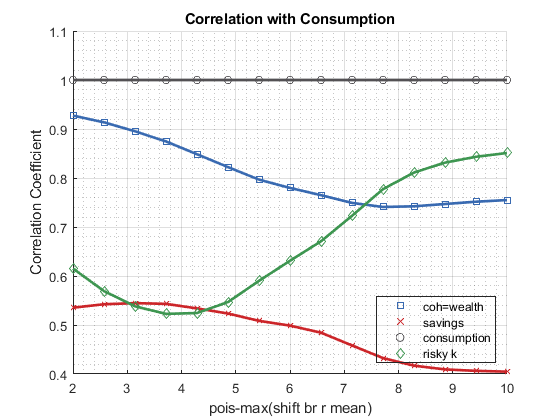 Correlation with Consumption
1.1
1
0.9
0.8
0.7
0.6
0.5
0.4
Correlation Coefficient
coh=wealth
savings
consumption
risky k
2 3 4 5 6 7 8 9 10
pois-max(shift br r mean)